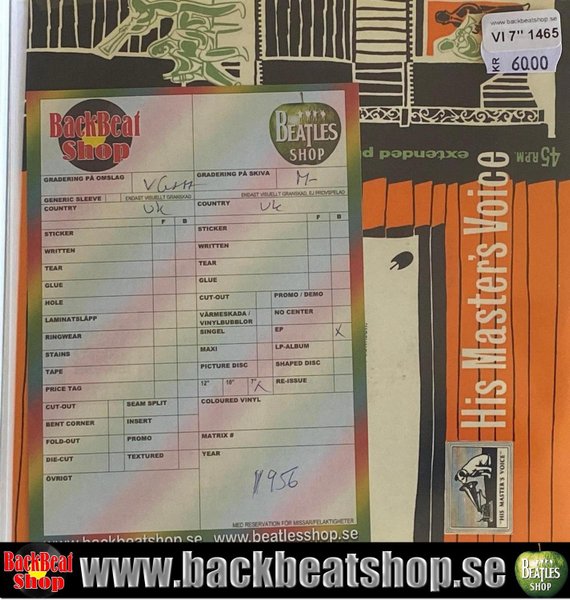 www.backbeatshop.se
VI 7" 1465
KR 60.00
BackBeat
Shop
BEATLES
SHOP
GRADERING PÅ OMSLAG
GRADERING PÅ SKIVA
M-
GENERIC SLEEVE
ENDAST VISUELLT GRANSKAD
ENDAST VISUELLT GRANSKAD, EJ PROVSPELAD
COUNTRY UK
F B
COUNTRY UK
F B
STICKER
WRITTEN
TEAR
GLUE
HOLE
LAMINATSLÄPP
RINGWEAR
STAINS
TAPE
PRICE TAG
CUT-OUT
SEAM SPLIT
BENT CORNER
INSERT
FOLD-OUT
PROMO
DIE-CUT
TEXTURED
ÖVRIGT
STICKER
WRITTEN
TEAR
GLUE
CUT-OUT
PROMO / DEMO
VÄRMESKADA /
VINYLBUBBLOR
NO CENTER
SINGEL
EP X
MAXI
LP-ALBUM
PICTURE DISC
SHAPED DISC
12" 10" 7" X
RE-ISSUE
COLOURED VINYL
MATRIX #
YEAR
1956
MED RESERVATION FÖR MISSAR/FELAKTIGHETER
www.backbeatshop.se www.beatlesshop.se
45 R.P.M. extended p
His Master's Voice
"HIS MASTER'S VOICE"
BackBeat
Shop
www.backbeatshop.se
BEATLES
SHOP